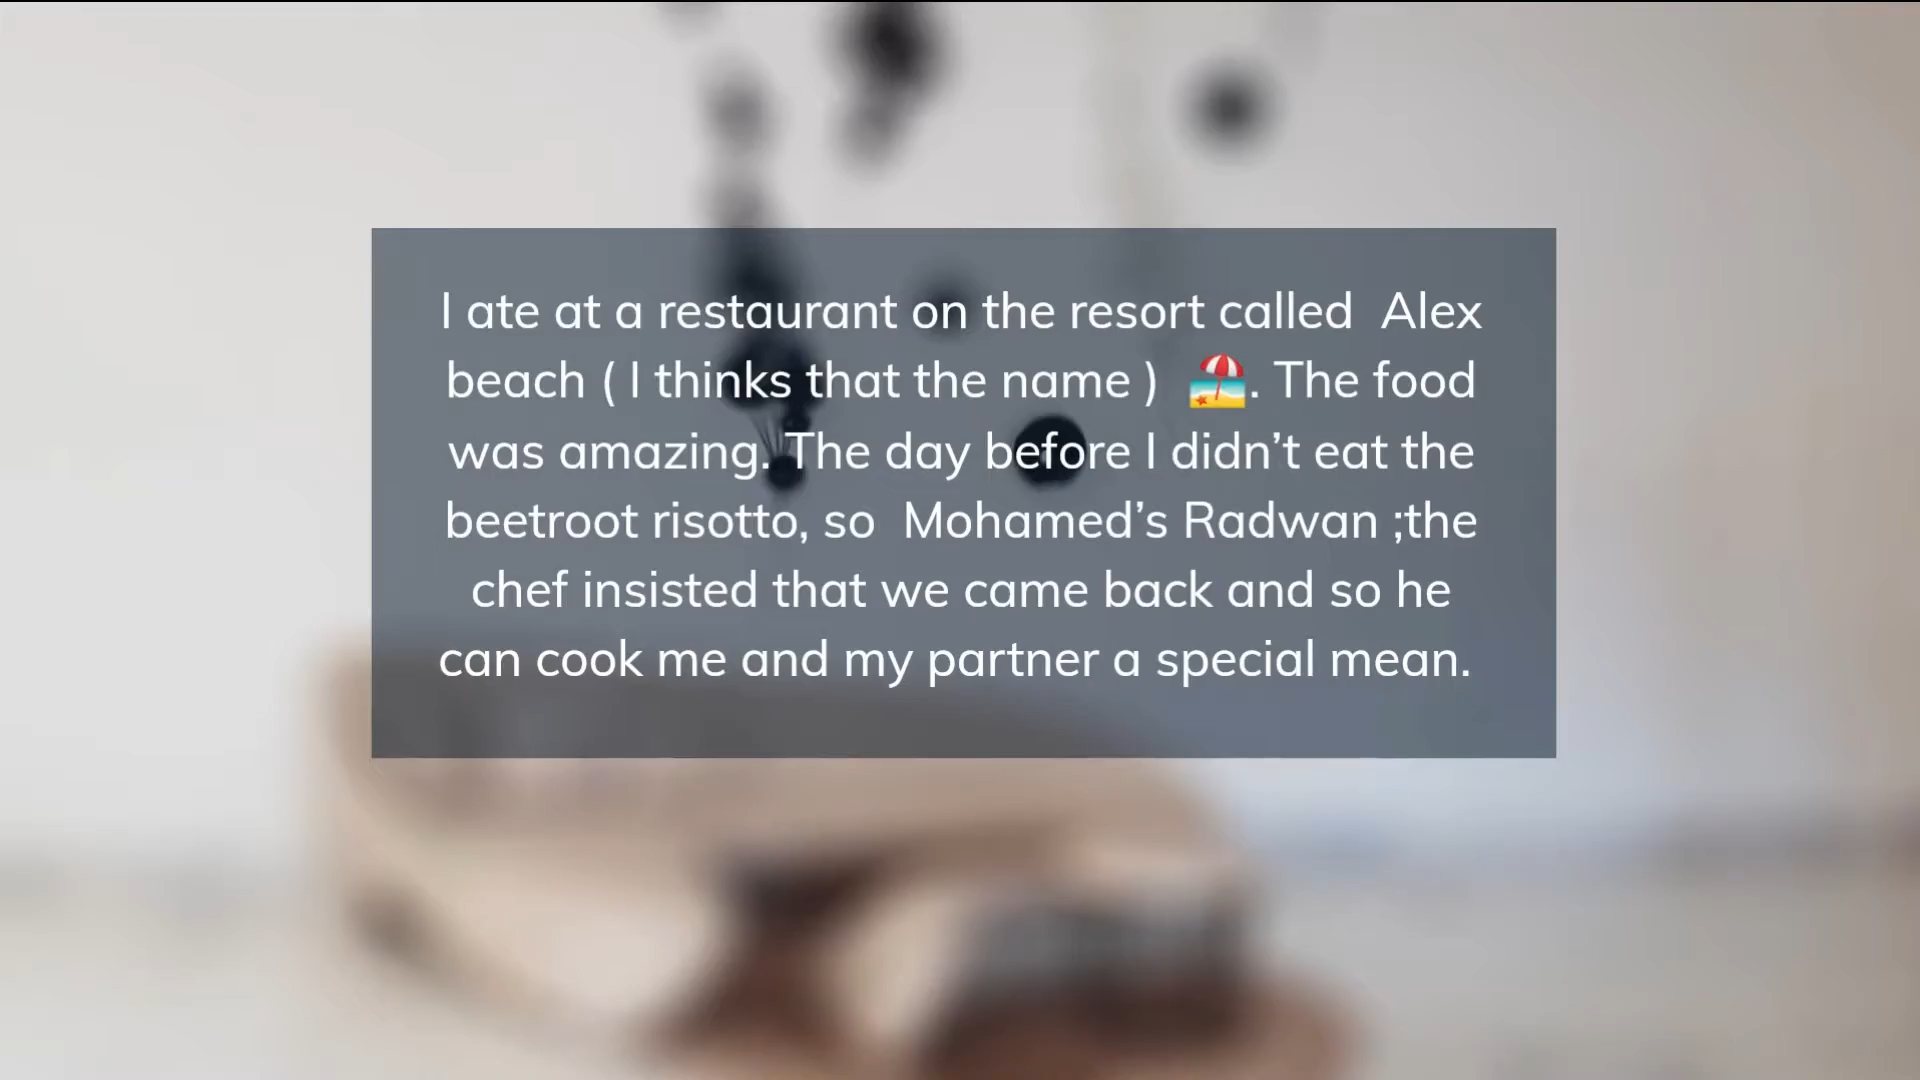 I ate at a restaurant on the resort called  Alex
beach ( I thinks that the name )  🏖️. The food
was amazing. The day before I didn’t eat the
beetroot risotto, so  Mohamed’s Radwan ;the
chef insisted that we came back and so he
can cook me and my partner a special mean.